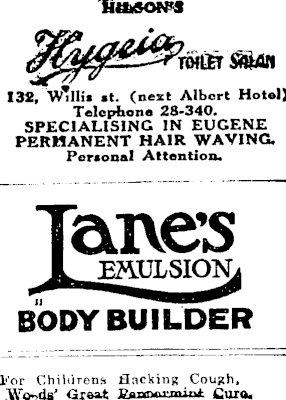 HILSON'S
Hygeia TOILET SALON
132, Willis st. (next Albert Hotel)
Telephone 28-340.
SPECIALISING IN EUGENE
PERMANENT HAIR WAVING.
Personal Attention.
Lane's
EMULSION
"BODY BUILDER
For Childrens Hacking Cough,
Woods' Great Peppermint Cure.